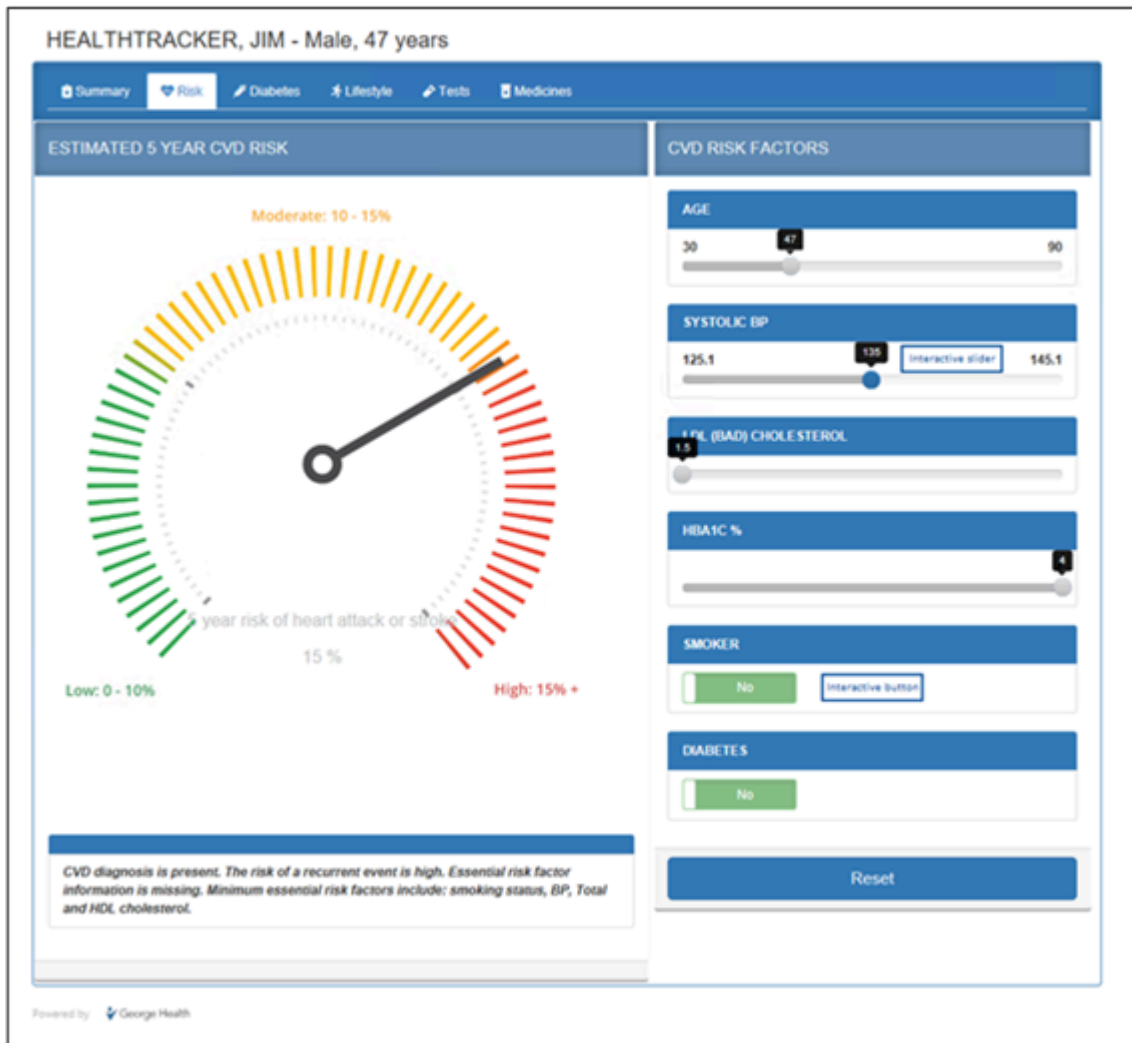 HEALTHTRACKER, JIM - Male, 47 years
Summary Risk Diabetes Lifestyle Tests Medicines
ESTIMATED 5 YEAR CVD RISK
Moderate: 10 - 15%
5 year risk of heart attack or stroke
15 %
Low: 0 - 10%
High: 15% +
CVD diagnosis is present. The risk of a recurrent event is high. Essential risk factor
information is missing. Minimum essential risk factors include: smoking status, BP, Total
and HDL cholesterol.
CVD RISK FACTORS
AGE
30 47 90
SYSTOLIC BP
125.1 135 Interactive slider 145.1
LDL (BAD) CHOLESTEROL
1.5
HBA1C %
4
SMOKER
No Interactive button
DIABETES
No
Reset
Powered by George Health